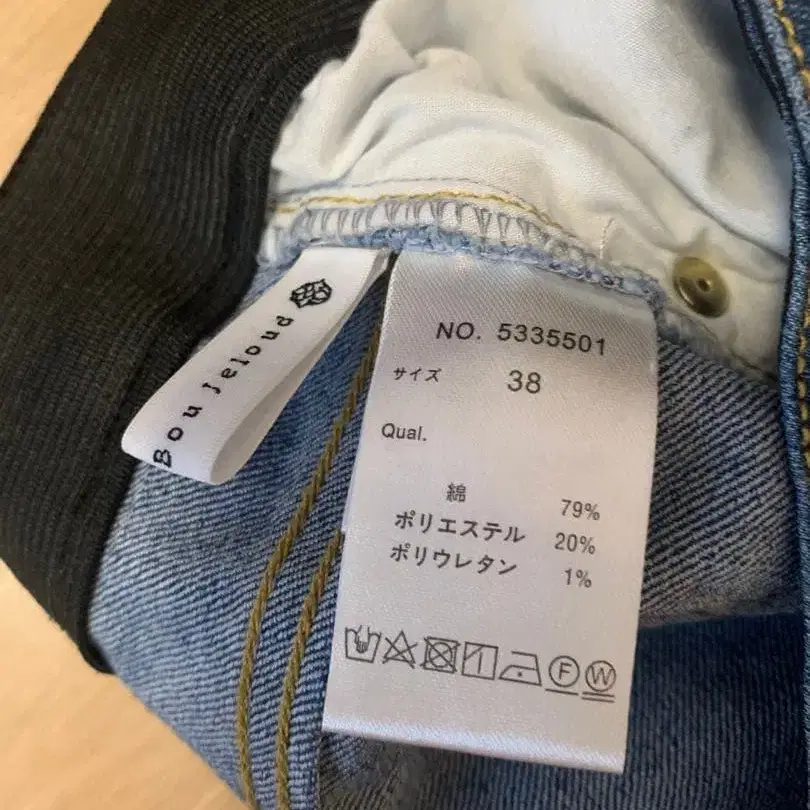 Bou Jeloud
NO. 5335501
サイズ 38
Qual.
綿 79%
ポリエステル 20%
ポリウレタン 1%
F W